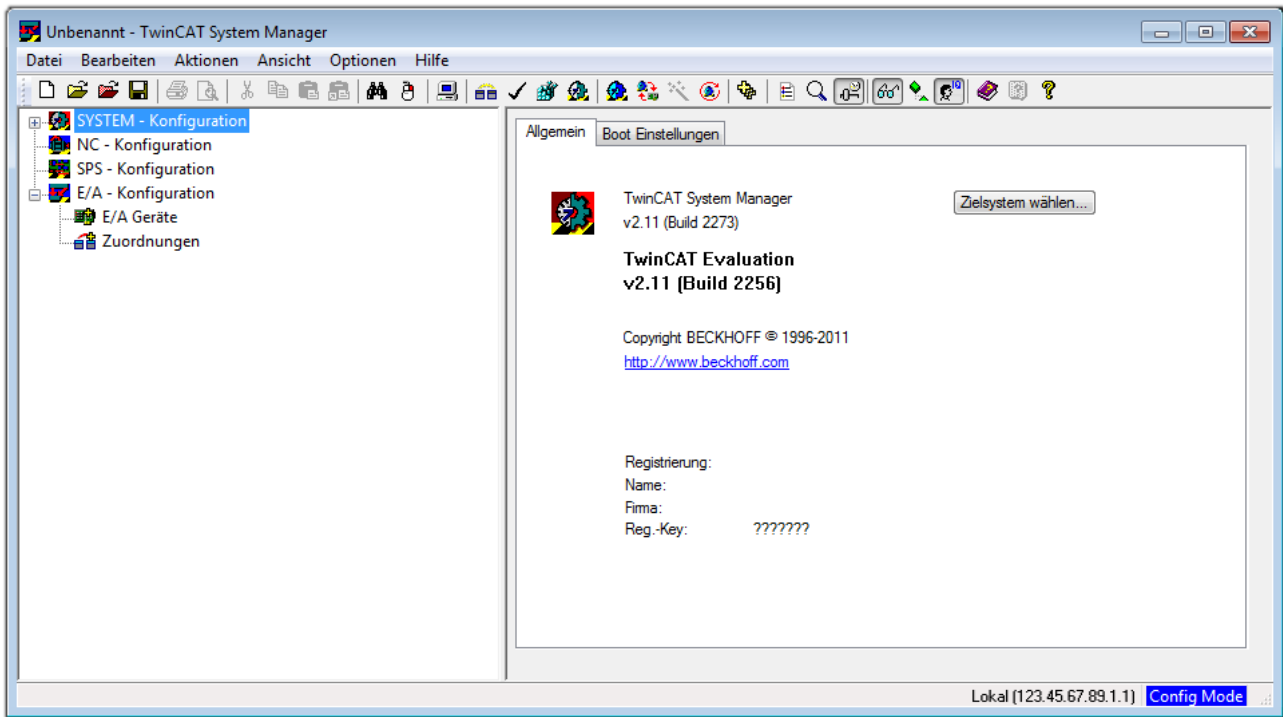 Unbenannt - TwinCAT System Manager
Datei Bearbeiten Aktionen Ansicht Optionen Hilfe
SYSTEM - Konfiguration
NC - Konfiguration
SPS - Konfiguration
E/A - Konfiguration
E/A Geräte
Zuordnungen
Allgemein Boot Einstellungen
TwinCAT System Manager
v2.11 (Build 2273)
Zielsystem wählen...
TwinCAT Evaluation
v2.11 (Build 2256)
Copyright BECKHOFF © 1996-2011
http://www.beckhoff.com
Registrierung:
Name:
Firma:
Reg.-Key: ???????
Lokal (123.45.67.89.1.1) Config Mode